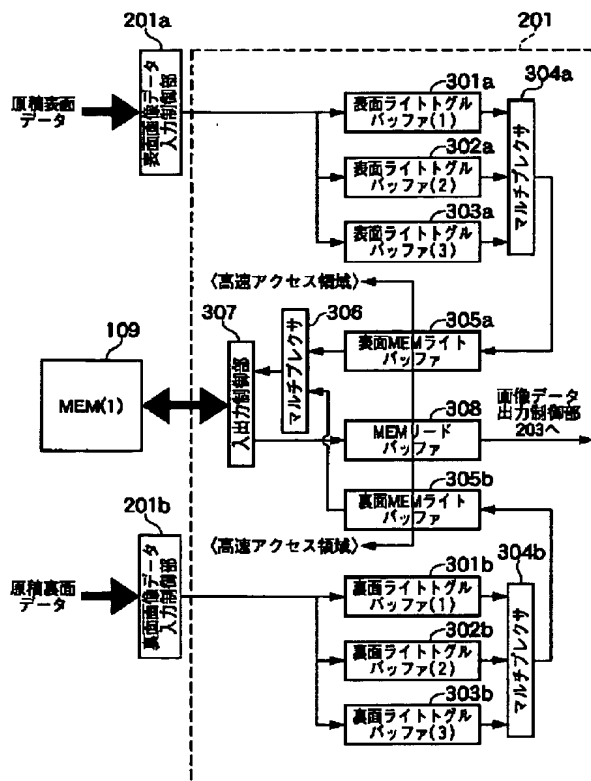 201a
201
原稿表面
データ
表面画像データ
入力制御部
301a
表面ライトトグル
バッファ(1)
304a
マルチプレクサ
302a
表面ライトトグル
バッファ(2)
303a
表面ライトトグル
バッファ(3)
〈高速アクセス領域〉
109
MEM(1)
307
入出力制御部
306
マルチプレクサ
305a
表面MEMライト
バッファ
308
MEMリード
バッファ
画像データ
出力制御部
203へ
305b
裏面MEMライト
バッファ
〈高速アクセス領域〉
201b
原稿裏面
データ
裏面画像データ
入力制御部
301b
裏面ライトトグル
バッファ(1)
304b
マルチプレクサ
302b
裏面ライトトグル
バッファ(2)
303b
裏面ライトトグル
バッファ(3)